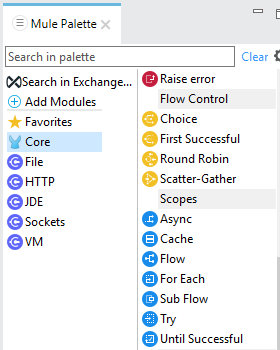 Mule Palette
Search in palette
Clear
Search in Exchange...
Add Modules
Favorites
Core
File
HTTP
JDE
Sockets
VM
Raise error
Flow Control
Choice
First Successful
Round Robin
Scatter-Gather
Scopes
Async
Cache
Flow
For Each
Sub Flow
Try
Until Successful